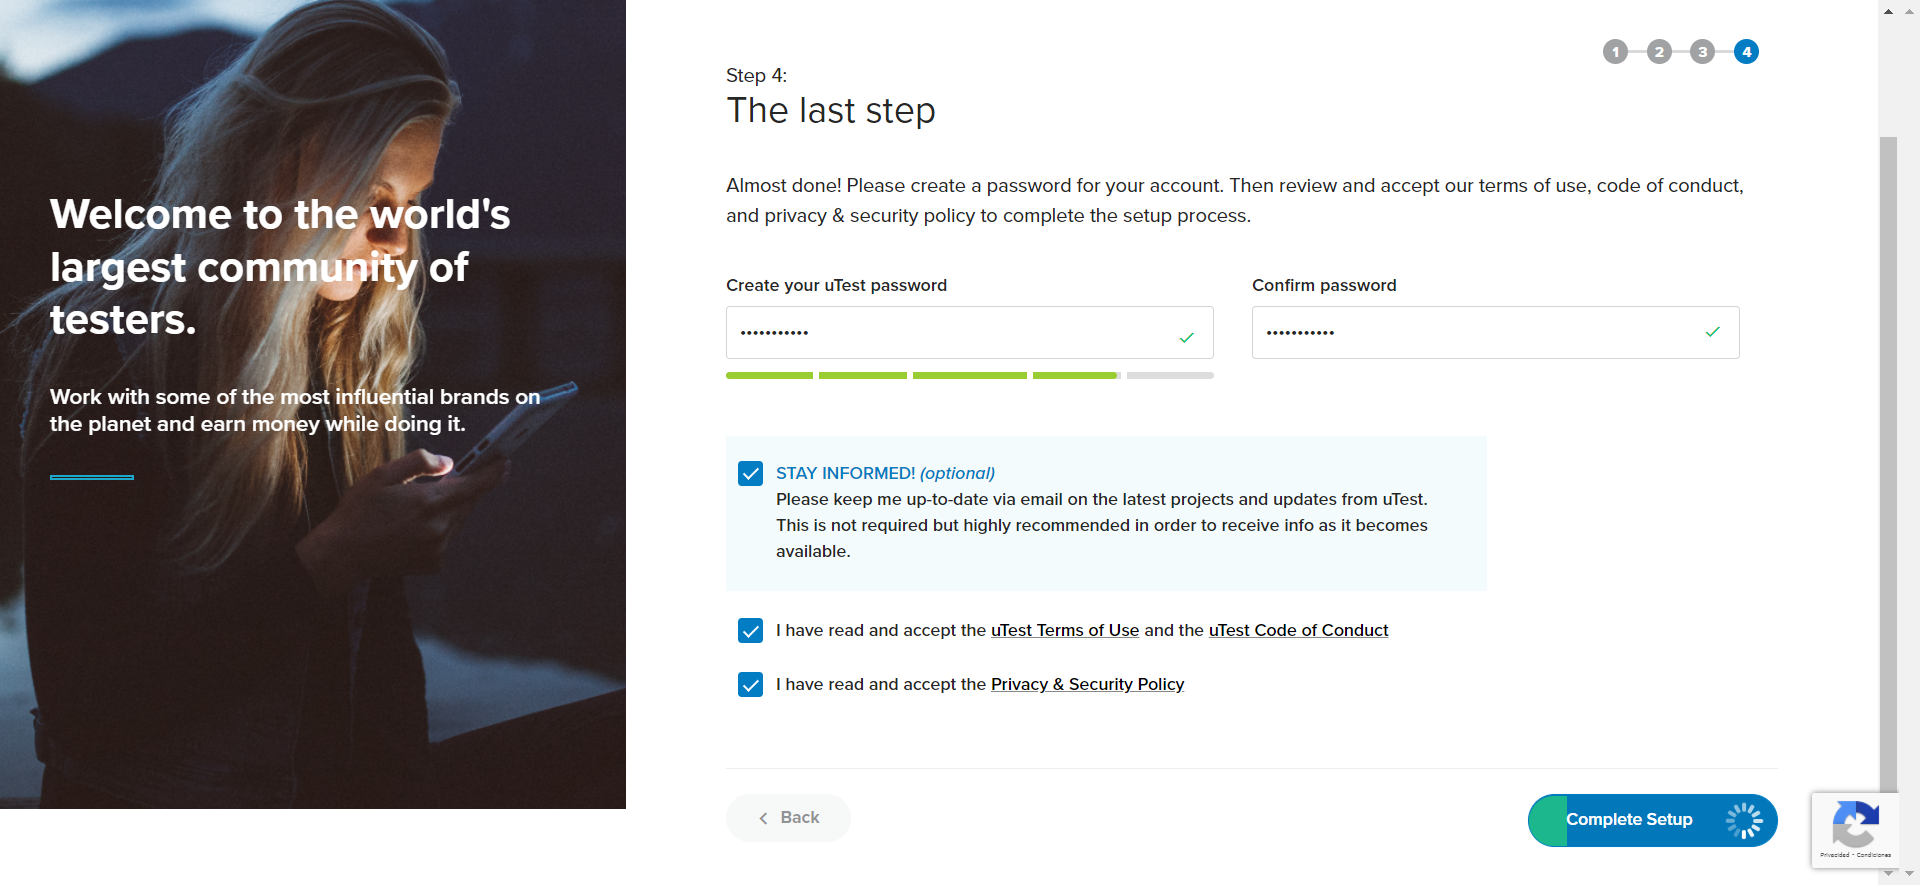 Welcome to the world's
largest community of
testers.
Work with some of the most influential brands on
the planet and earn money while doing it.
1 2 3 4
Step 4:
The last step
Almost done! Please create a password for your account. Then review and accept our terms of use, code of conduct,
and privacy & security policy to complete the setup process.
Create your uTest password
Confirm password
•••••••••••
•••••••••••
STAY INFORMED! (optional)
Please keep me up-to-date via email on the latest projects and updates from uTest.
This is not required but highly recommended in order to receive info as it becomes
available.
I have read and accept the uTest Terms of Use and the uTest Code of Conduct
I have read and accept the Privacy & Security Policy
Back
Complete Setup
Privacidad - Condiciones